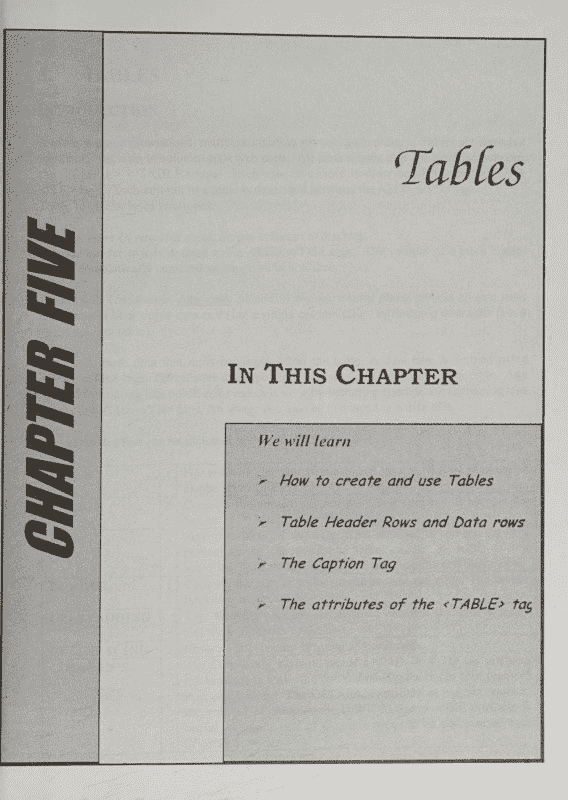 CHAPTER FIVE
Tables
IN THIS CHAPTER
We will learn
➢ How to create and use Tables
➢ Table Header Rows and Data rows
➢ The Caption Tag
➢ The attributes of the <TABLE> tag